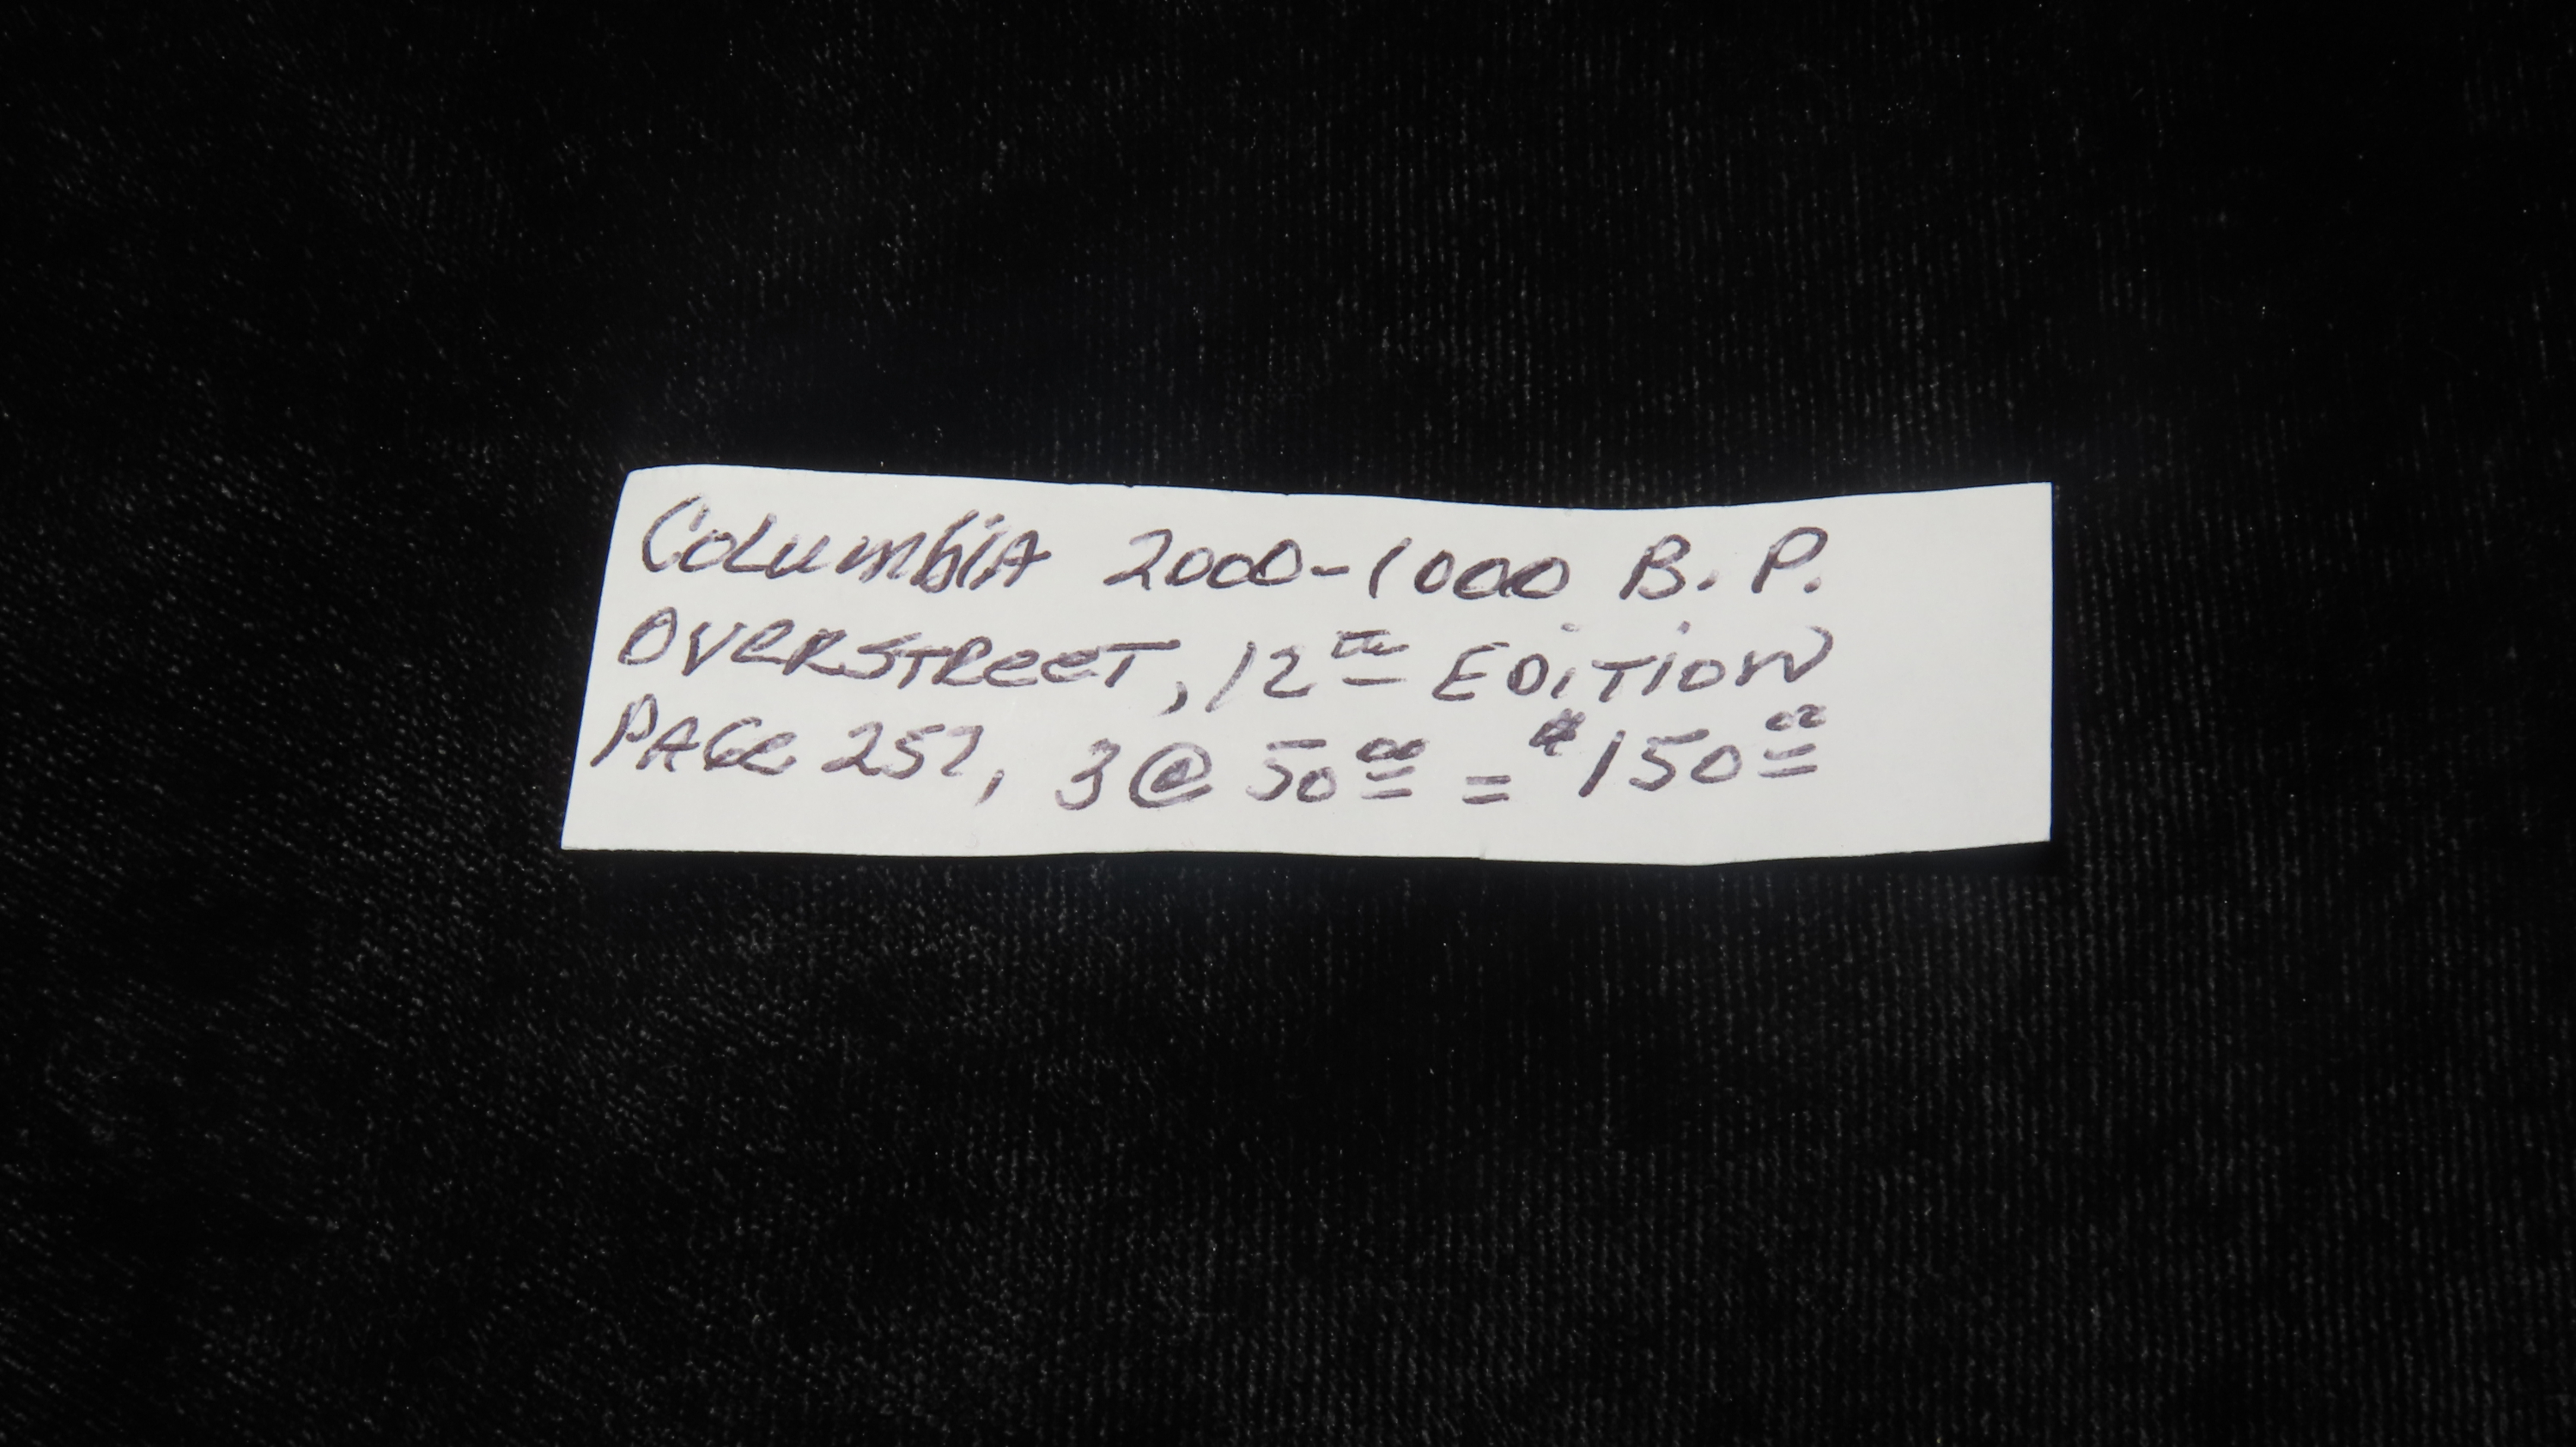 Columbia 2000-1000 B. P.
OVERSTREET, 12th EDITION
PAGE 257, 3 @ 50 00 = $150 00